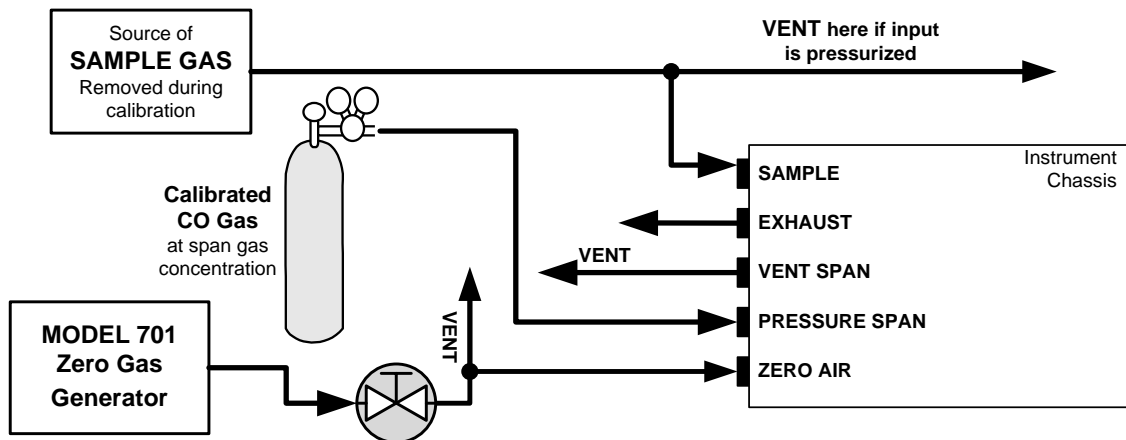 Source of
SAMPLE GAS
Removed during
calibration
VENT here if input
is pressurized
Calibrated
CO Gas
at span gas
concentration
MODEL 701
Zero Gas
Generator
VENT
VENT
Instrument
Chassis
SAMPLE
EXHAUST
VENT SPAN
PRESSURE SPAN
ZERO AIR